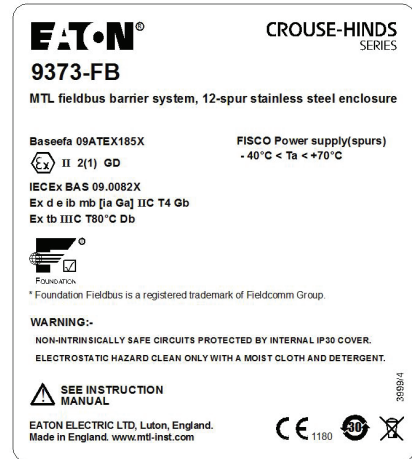 EATON®
CROUSE-HINDS
SERIES
9373-FB
MTL fieldbus barrier system, 12-spur stainless steel enclosure
Baseefa 09ATEX185X
FISCO Power supply(spurs)
- 40°C < Ta < +70°C
Ex II 2(1) GD
IECEx BAS 09.0082X
Ex d e ib mb [ia Ga] IIC T4 Gb
Ex tb IIIC T80°C Db
F ®
FOUNDATION
* Foundation Fieldbus is a registered trademark of Fieldcomm Group.
WARNING:-
NON-INTRINSICALLY SAFE CIRCUITS PROTECTED BY INTERNAL IP30 COVER.
ELECTROSTATIC HAZARD CLEAN ONLY WITH A MOIST CLOTH AND DETERGENT.
SEE INSTRUCTION
MANUAL
3999/4
EATON ELECTRIC LTD, Luton, England.
Made in England. www.mtl-inst.com
CE 1180
30